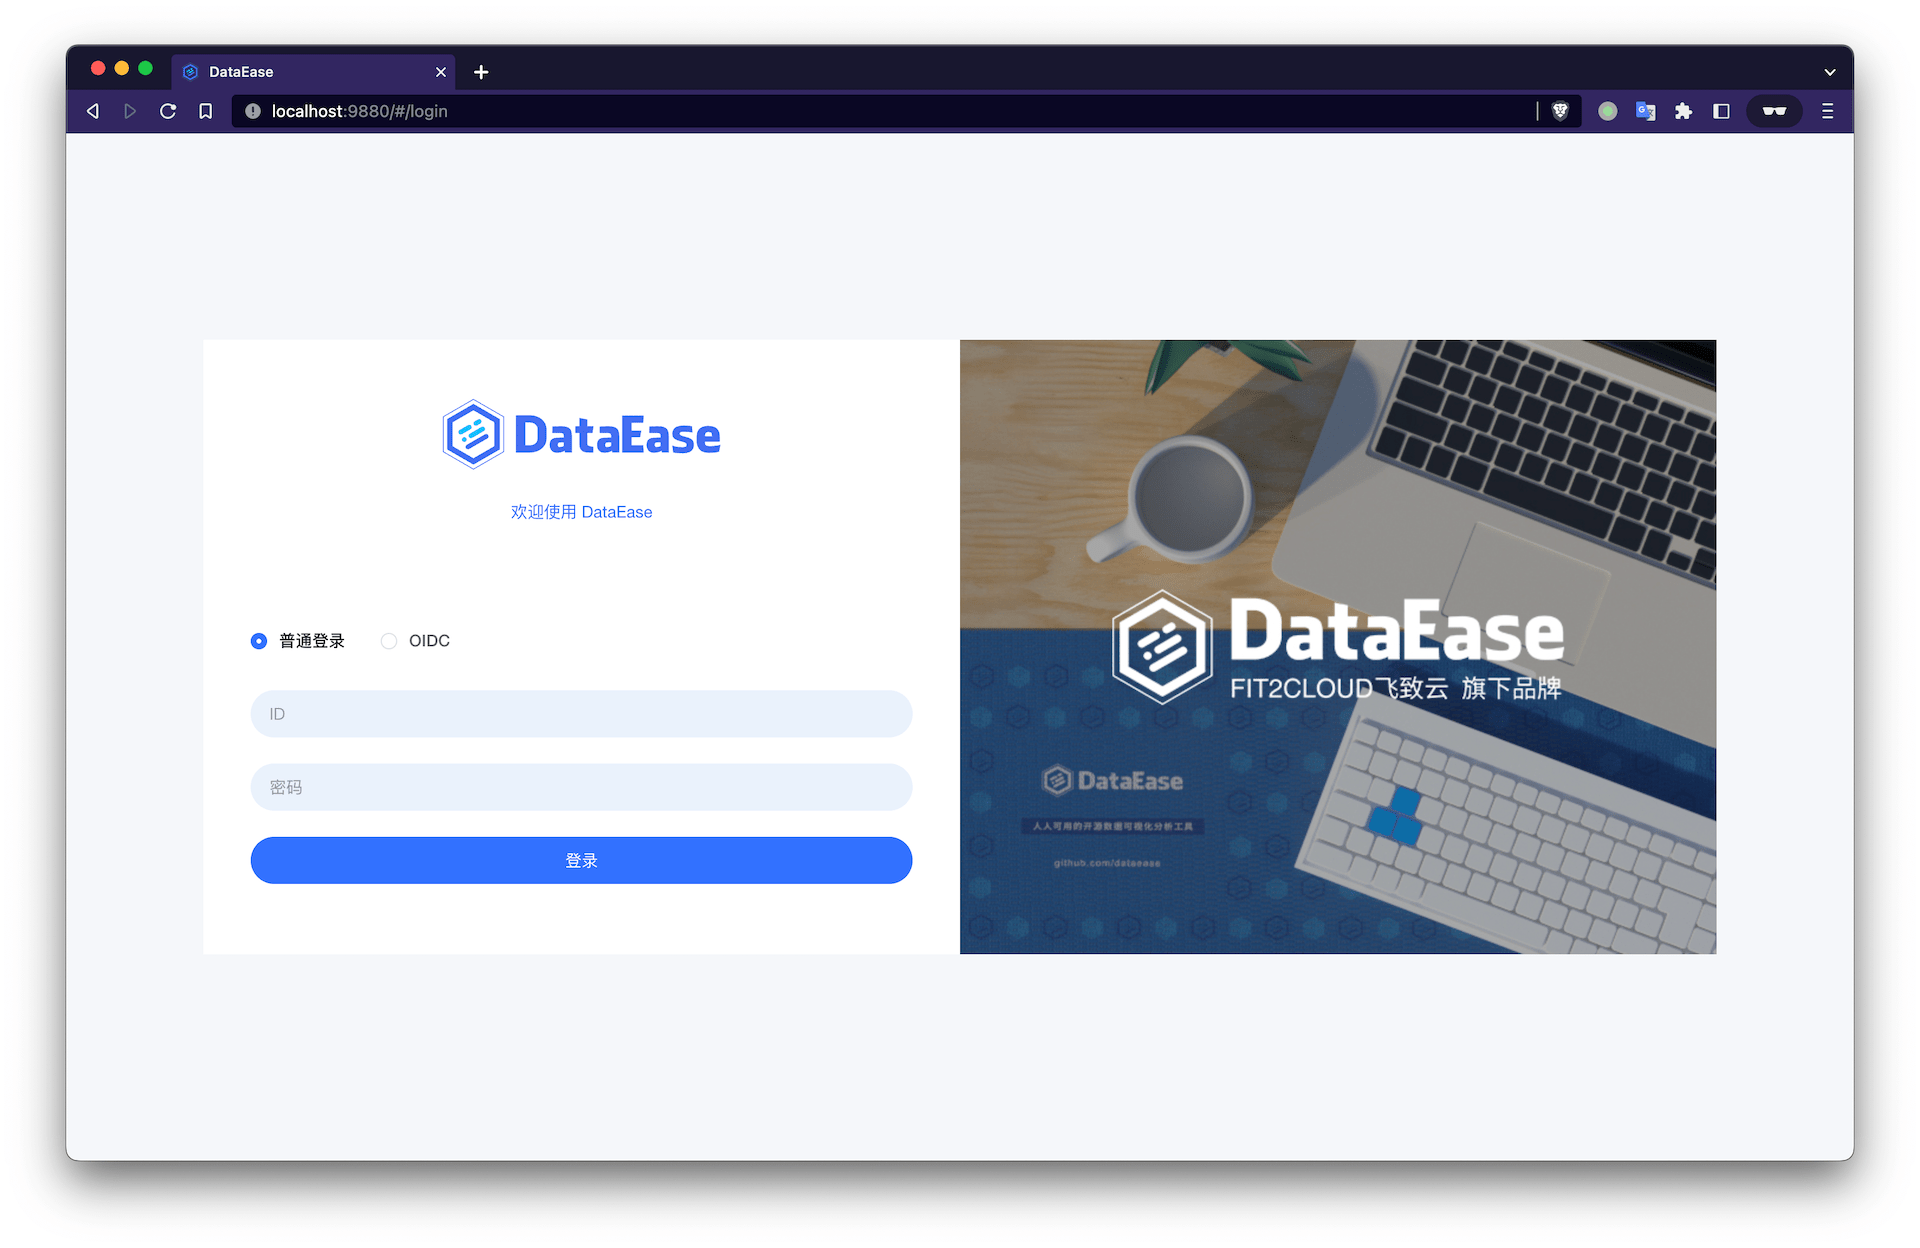 DataEase
localhost:9880/#/login
DataEase
欢迎使用 DataEase
普通登录
OIDC
ID
密码
登录
DataEase
FIT2CLOUD飞致云 旗下品牌
DataEase
人人可用的开源数据可视化分析工具
github.com/dataease